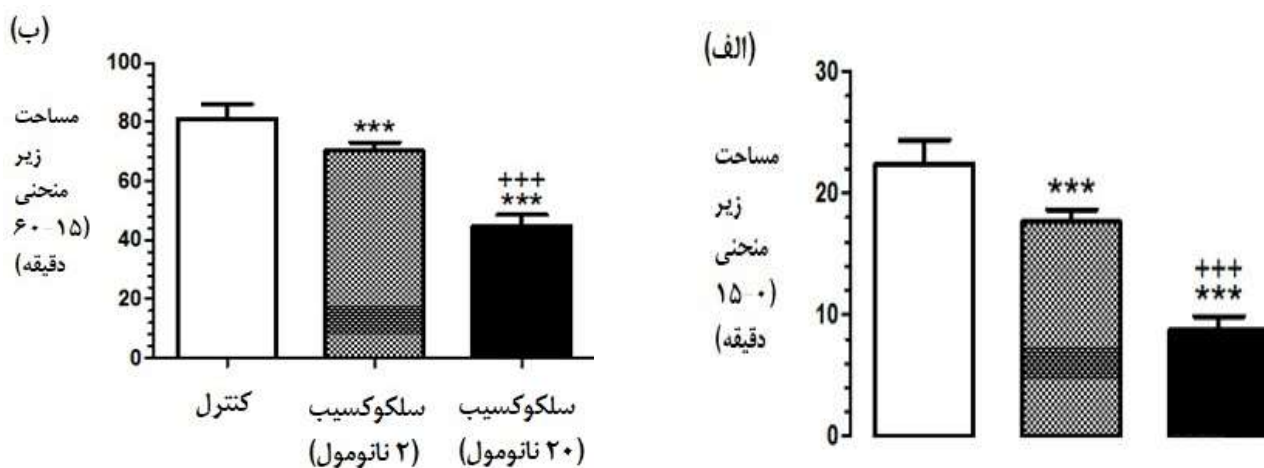 (الف)
30
20
10
0
مساحت
زیر
منحنی
(۰-۱۵
دقیقه)
***
+++
***
(ب)
100
80
60
40
20
0
مساحت
زیر
منحنی
(۱۵-۶۰
دقیقه)
***
+++
***
کنترل
سلکوکسیب
(۲ نانومول)
سلکوکسیب
(۲۰ نانومول)